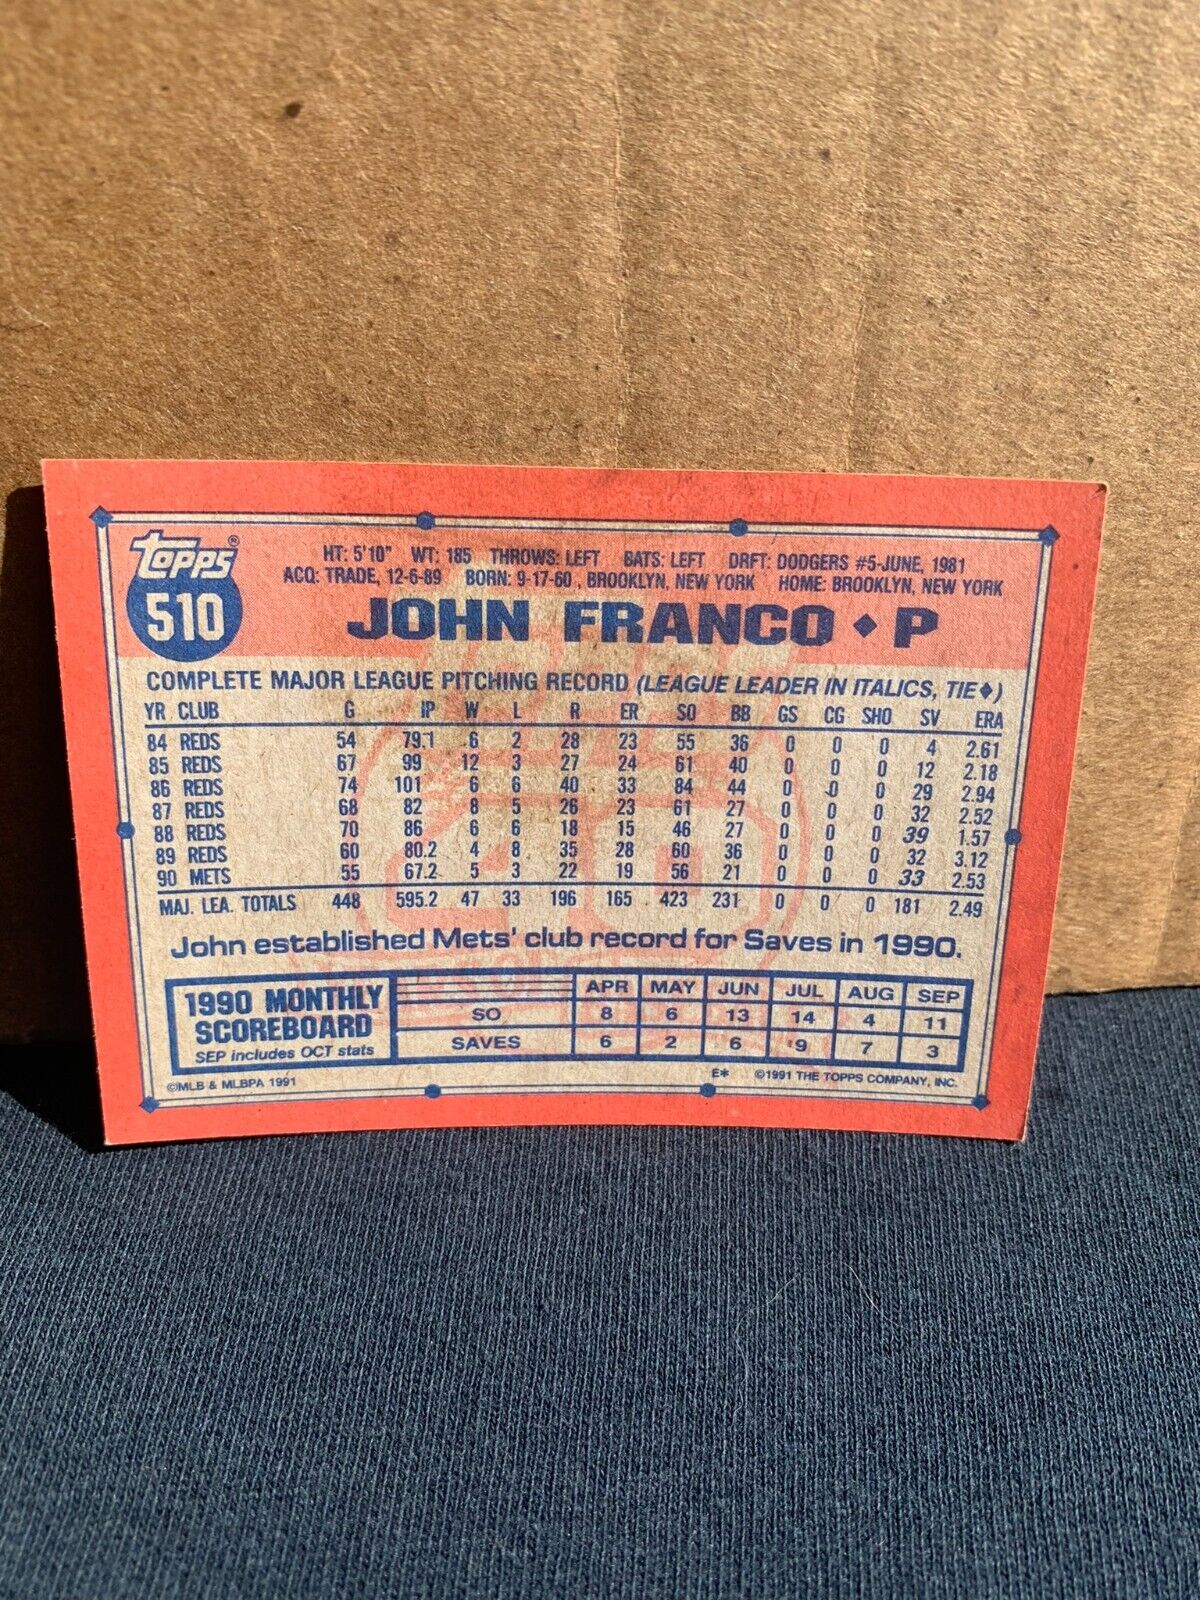 TOPPS®
510
HT: 5'10" WT: 185 THROWS: LEFT BATS: LEFT DRFT: DODGERS #5-JUNE, 1981
ACQ: TRADE, 12-6-89 BORN: 9-17-60 , BROOKLYN, NEW YORK HOME: BROOKLYN, NEW YORK
JOHN FRANCO ◆ P
COMPLETE MAJOR LEAGUE PITCHING RECORD (LEAGUE LEADER IN ITALICS, TIE◆)
YR CLUB G IP W L R ER SO BB GS CG SHO SV ERA
84 REDS 54 79.1 6 2 28 23 55 36 0 0 0 4 2.61
85 REDS 67 99 12 3 27 24 61 40 0 0 0 12 2.18
86 REDS 74 101 6 6 40 33 84 44 0 0 0 29 2.94
87 REDS 68 82 8 5 26 23 61 27 0 0 0 32 2.52
88 REDS 70 86 6 6 18 15 46 27 0 0 0 39 1.57
89 REDS 60 80.2 4 8 35 28 60 36 0 0 0 32 3.12
90 METS 55 67.2 5 3 22 19 56 21 0 0 0 33 2.53
MAJ. LEA. TOTALS 448 595.2 47 33 196 165 423 231 0 0 0 181 2.49
John established Mets' club record for Saves in 1990.
1990 MONTHLY
SCOREBOARD
SEP includes OCT stats
APR MAY JUN JUL AUG SEP
SO 8 6 13 14 4 11
SAVES 6 2 6 9 7 3
©MLB & MLBPA 1991
E* ©1991 THE TOPPS COMPANY, INC.